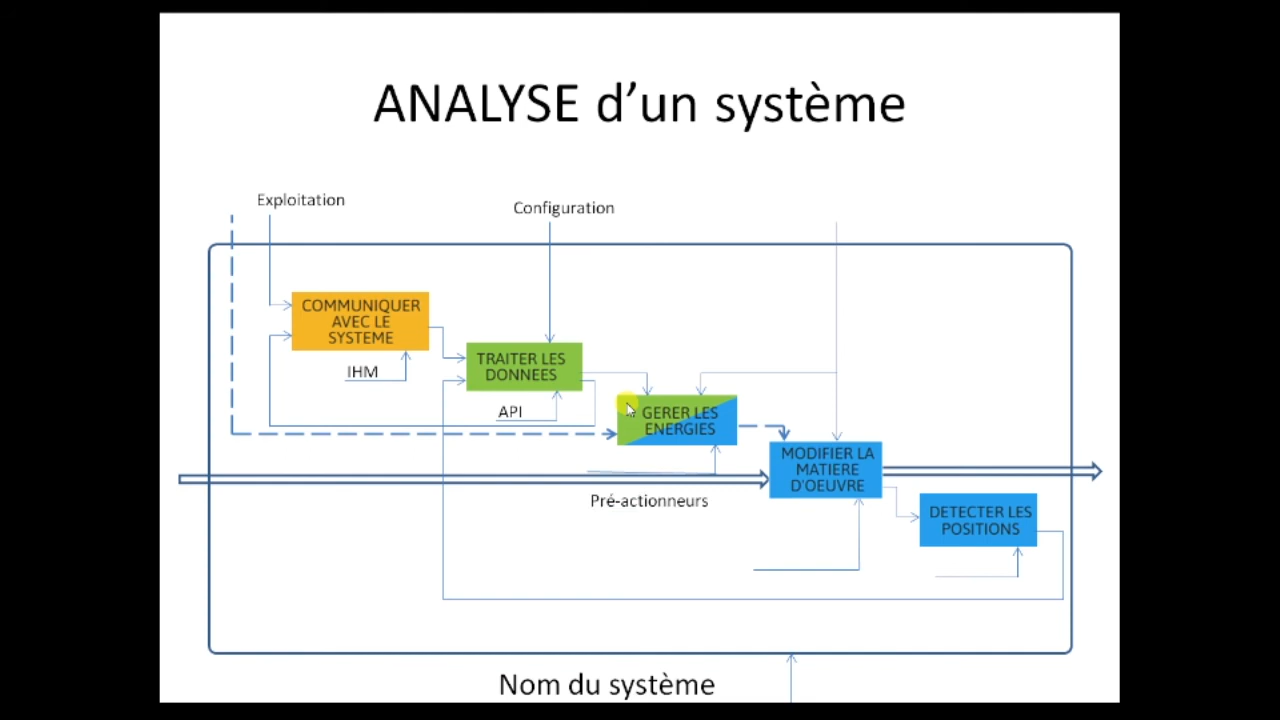 ANALYSE d'un système
Exploitation
Configuration
COMMUNIQUER
AVEC LE
SYSTEME
IHM
TRAITER LES
DONNEES
API
GERER LES
ENERGIES
MODIFIER LA
MATIERE
D'OEUVRE
Pré-actionneurs
DETECTER LES
POSITIONS
Nom du système